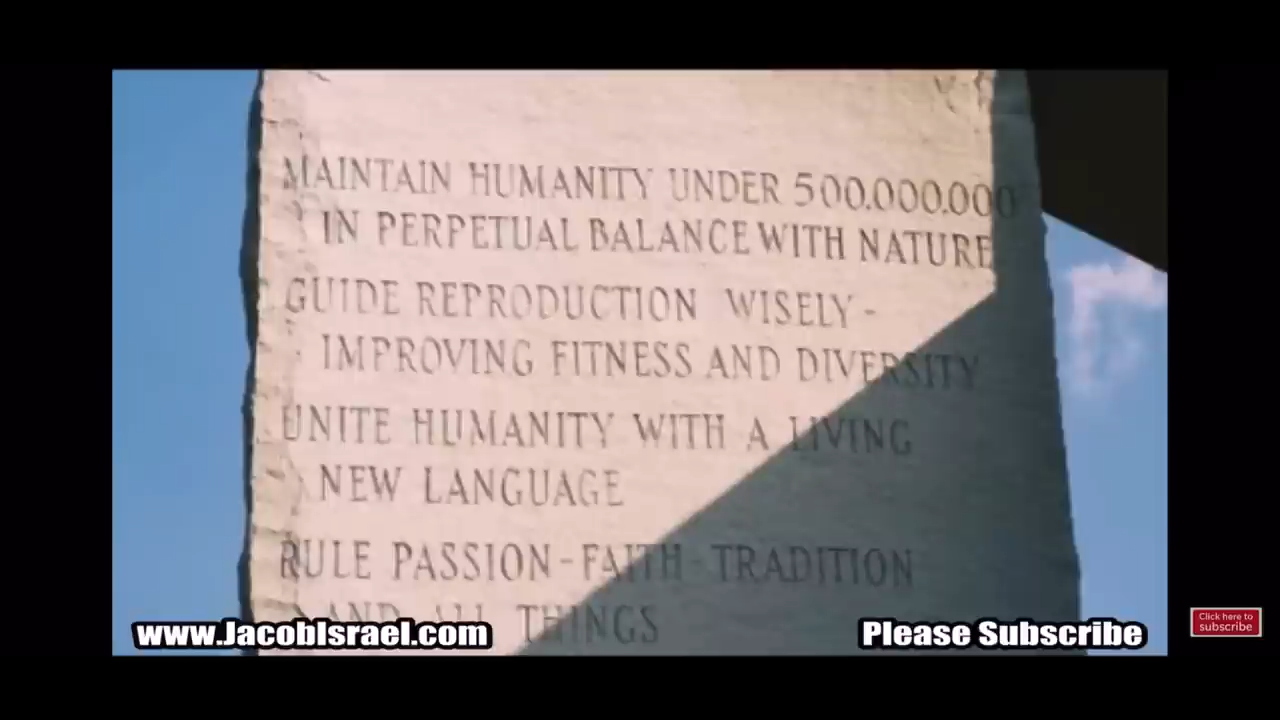 MAINTAIN HUMANITY UNDER 500.000.000
IN PERPETUAL BALANCE WITH NATURE
GUIDE REPRODUCTION WISELY -
IMPROVING FITNESS AND DIVERSITY
UNITE HUMANITY WITH A LIVING
NEW LANGUAGE
RULE PASSION - FAITH - TRADITION
AND ALL THINGS
www.JacobIsrael.com
Please Subscribe
Click here to
subscribe